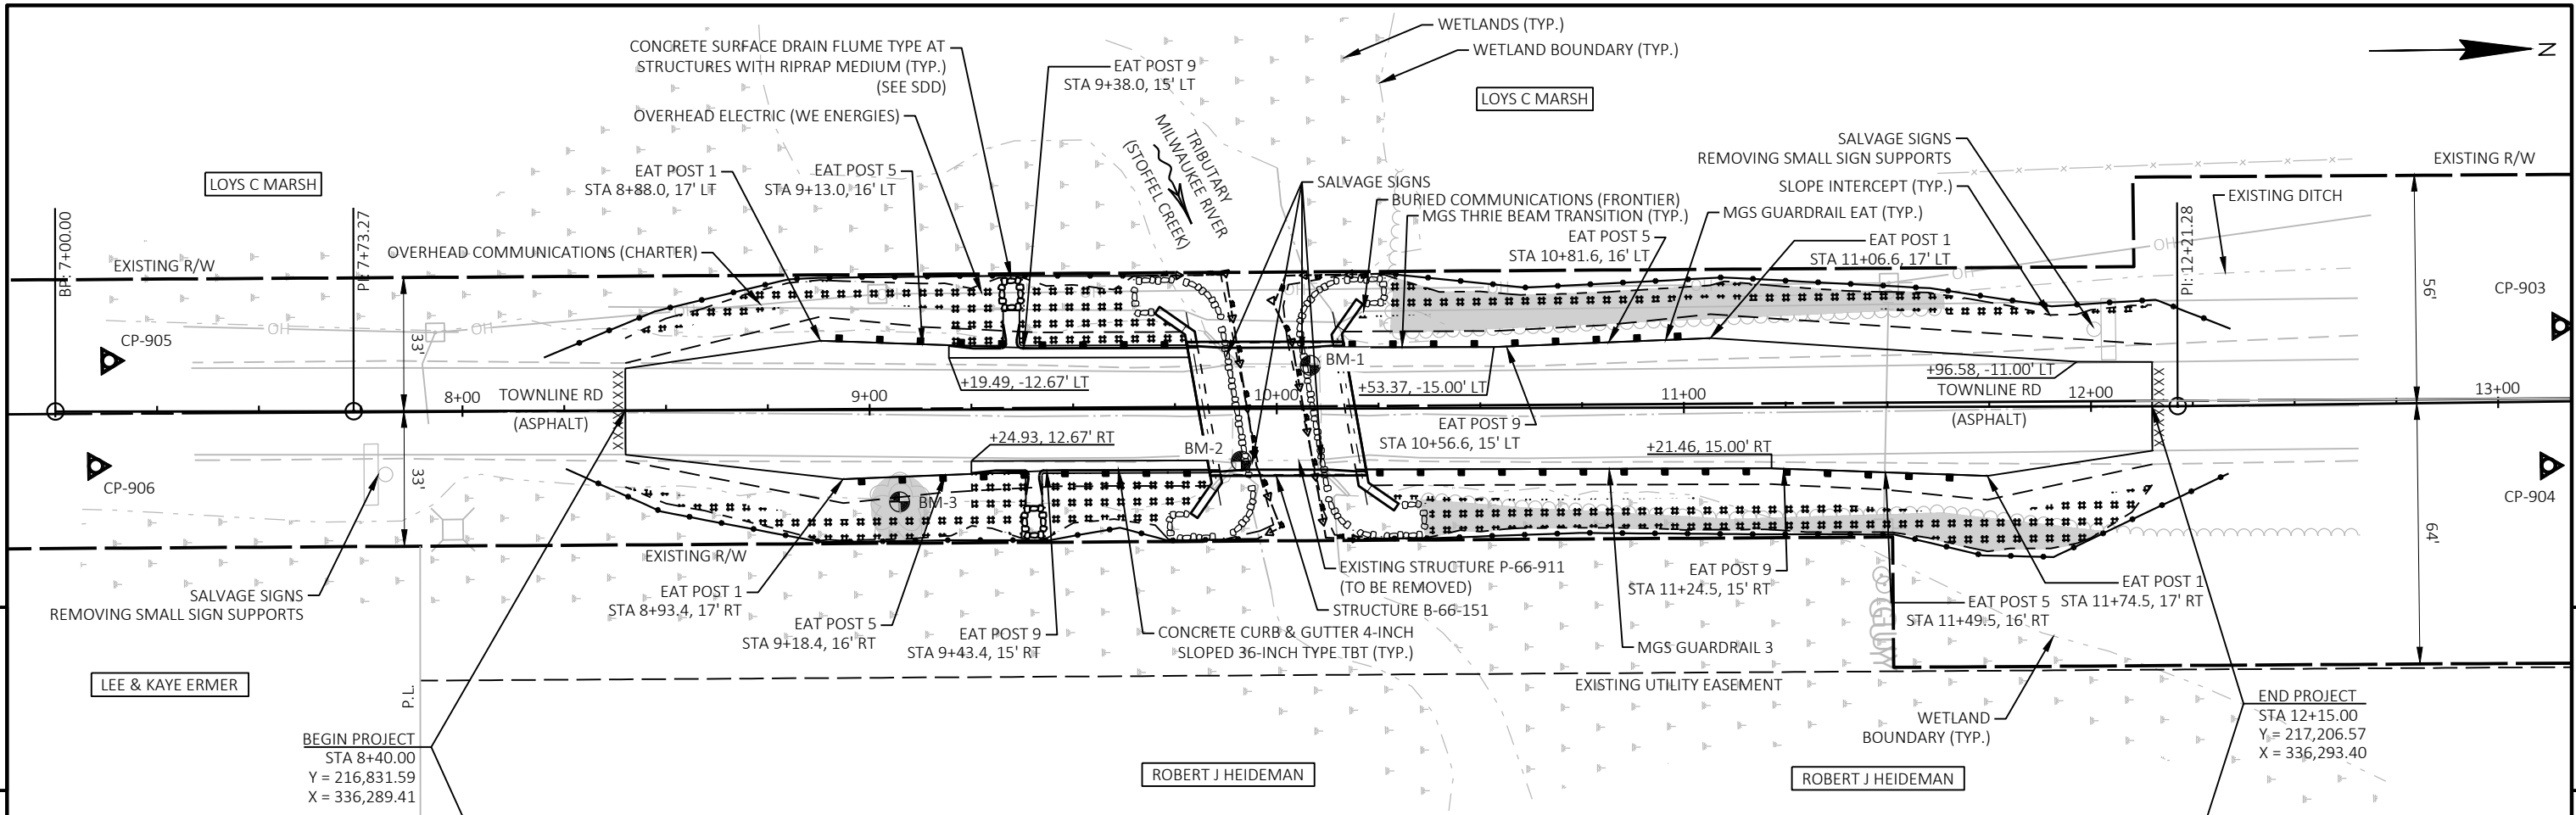 WETLANDS (TYP.)
WETLAND BOUNDARY (TYP.)
N
CONCRETE SURFACE DRAIN FLUME TYPE AT
STRUCTURES WITH RIPRAP MEDIUM (TYP.)
(SEE SDD)
EAT POST 9
STA 9+38.0, 15' LT
LOYS C MARSH
OVERHEAD ELECTRIC (WE ENERGIES)
TRIBUTARY
MILWAUKEE RIVER
(STOFFEL CREEK)
SALVAGE SIGNS
REMOVING SMALL SIGN SUPPORTS
EXISTING R/W
LOYS C MARSH
EAT POST 1
STA 8+88.0, 17' LT
EAT POST 5
STA 9+13.0, 16' LT
SALVAGE SIGNS
BURIED COMMUNICATIONS (FRONTIER)
MGS THRIE BEAM TRANSITION (TYP.)
MGS GUARDRAIL EAT (TYP.)
SLOPE INTERCEPT (TYP.)
EXISTING DITCH
BP: 7+00.00
PI: 7+73.27
PI: 12+21.28
EXISTING R/W
OVERHEAD COMMUNICATIONS (CHARTER)
EAT POST 5
STA 10+81.6, 16' LT
EAT POST 1
STA 11+06.6, 17' LT
OH
OH
OH
OH
56'
CP-903
CP-905
33'
BM-1
+19.49, -12.67' LT
+53.37, -15.00' LT
+96.58, -11.00' LT
TOWNLINE RD
(ASPHALT)
8+00
TOWNLINE RD
(ASPHALT)
9+00
10+00
11+00
12+00
13+00
EAT POST 9
STA 10+56.6, 15' LT
+24.93, 12.67' RT
BM-2
+21.46, 15.00' RT
CP-906
33'
BM-3
CP-904
64'
EXISTING R/W
SALVAGE SIGNS
REMOVING SMALL SIGN SUPPORTS
EAT POST 1
STA 8+93.4, 17' RT
EAT POST 5
STA 9+18.4, 16' RT
EAT POST 9
STA 9+43.4, 15' RT
EXISTING STRUCTURE P-66-911
(TO BE REMOVED)
STRUCTURE B-66-151
CONCRETE CURB & GUTTER 4-INCH
SLOPED 36-INCH TYPE TBT (TYP.)
EAT POST 9
STA 11+24.5, 15' RT
MGS GUARDRAIL 3
EAT POST 5
STA 11+49.5, 16' RT
EAT POST 1
STA 11+74.5, 17' RT
LEE & KAYE ERMER
P.L.
EXISTING UTILITY EASEMENT
WETLAND
BOUNDARY (TYP.)
BEGIN PROJECT
STA 8+40.00
Y = 216,831.59
X = 336,289.41
ROBERT J HEIDEMAN
ROBERT J HEIDEMAN
END PROJECT
STA 12+15.00
Y = 217,206.57
X = 336,293.40